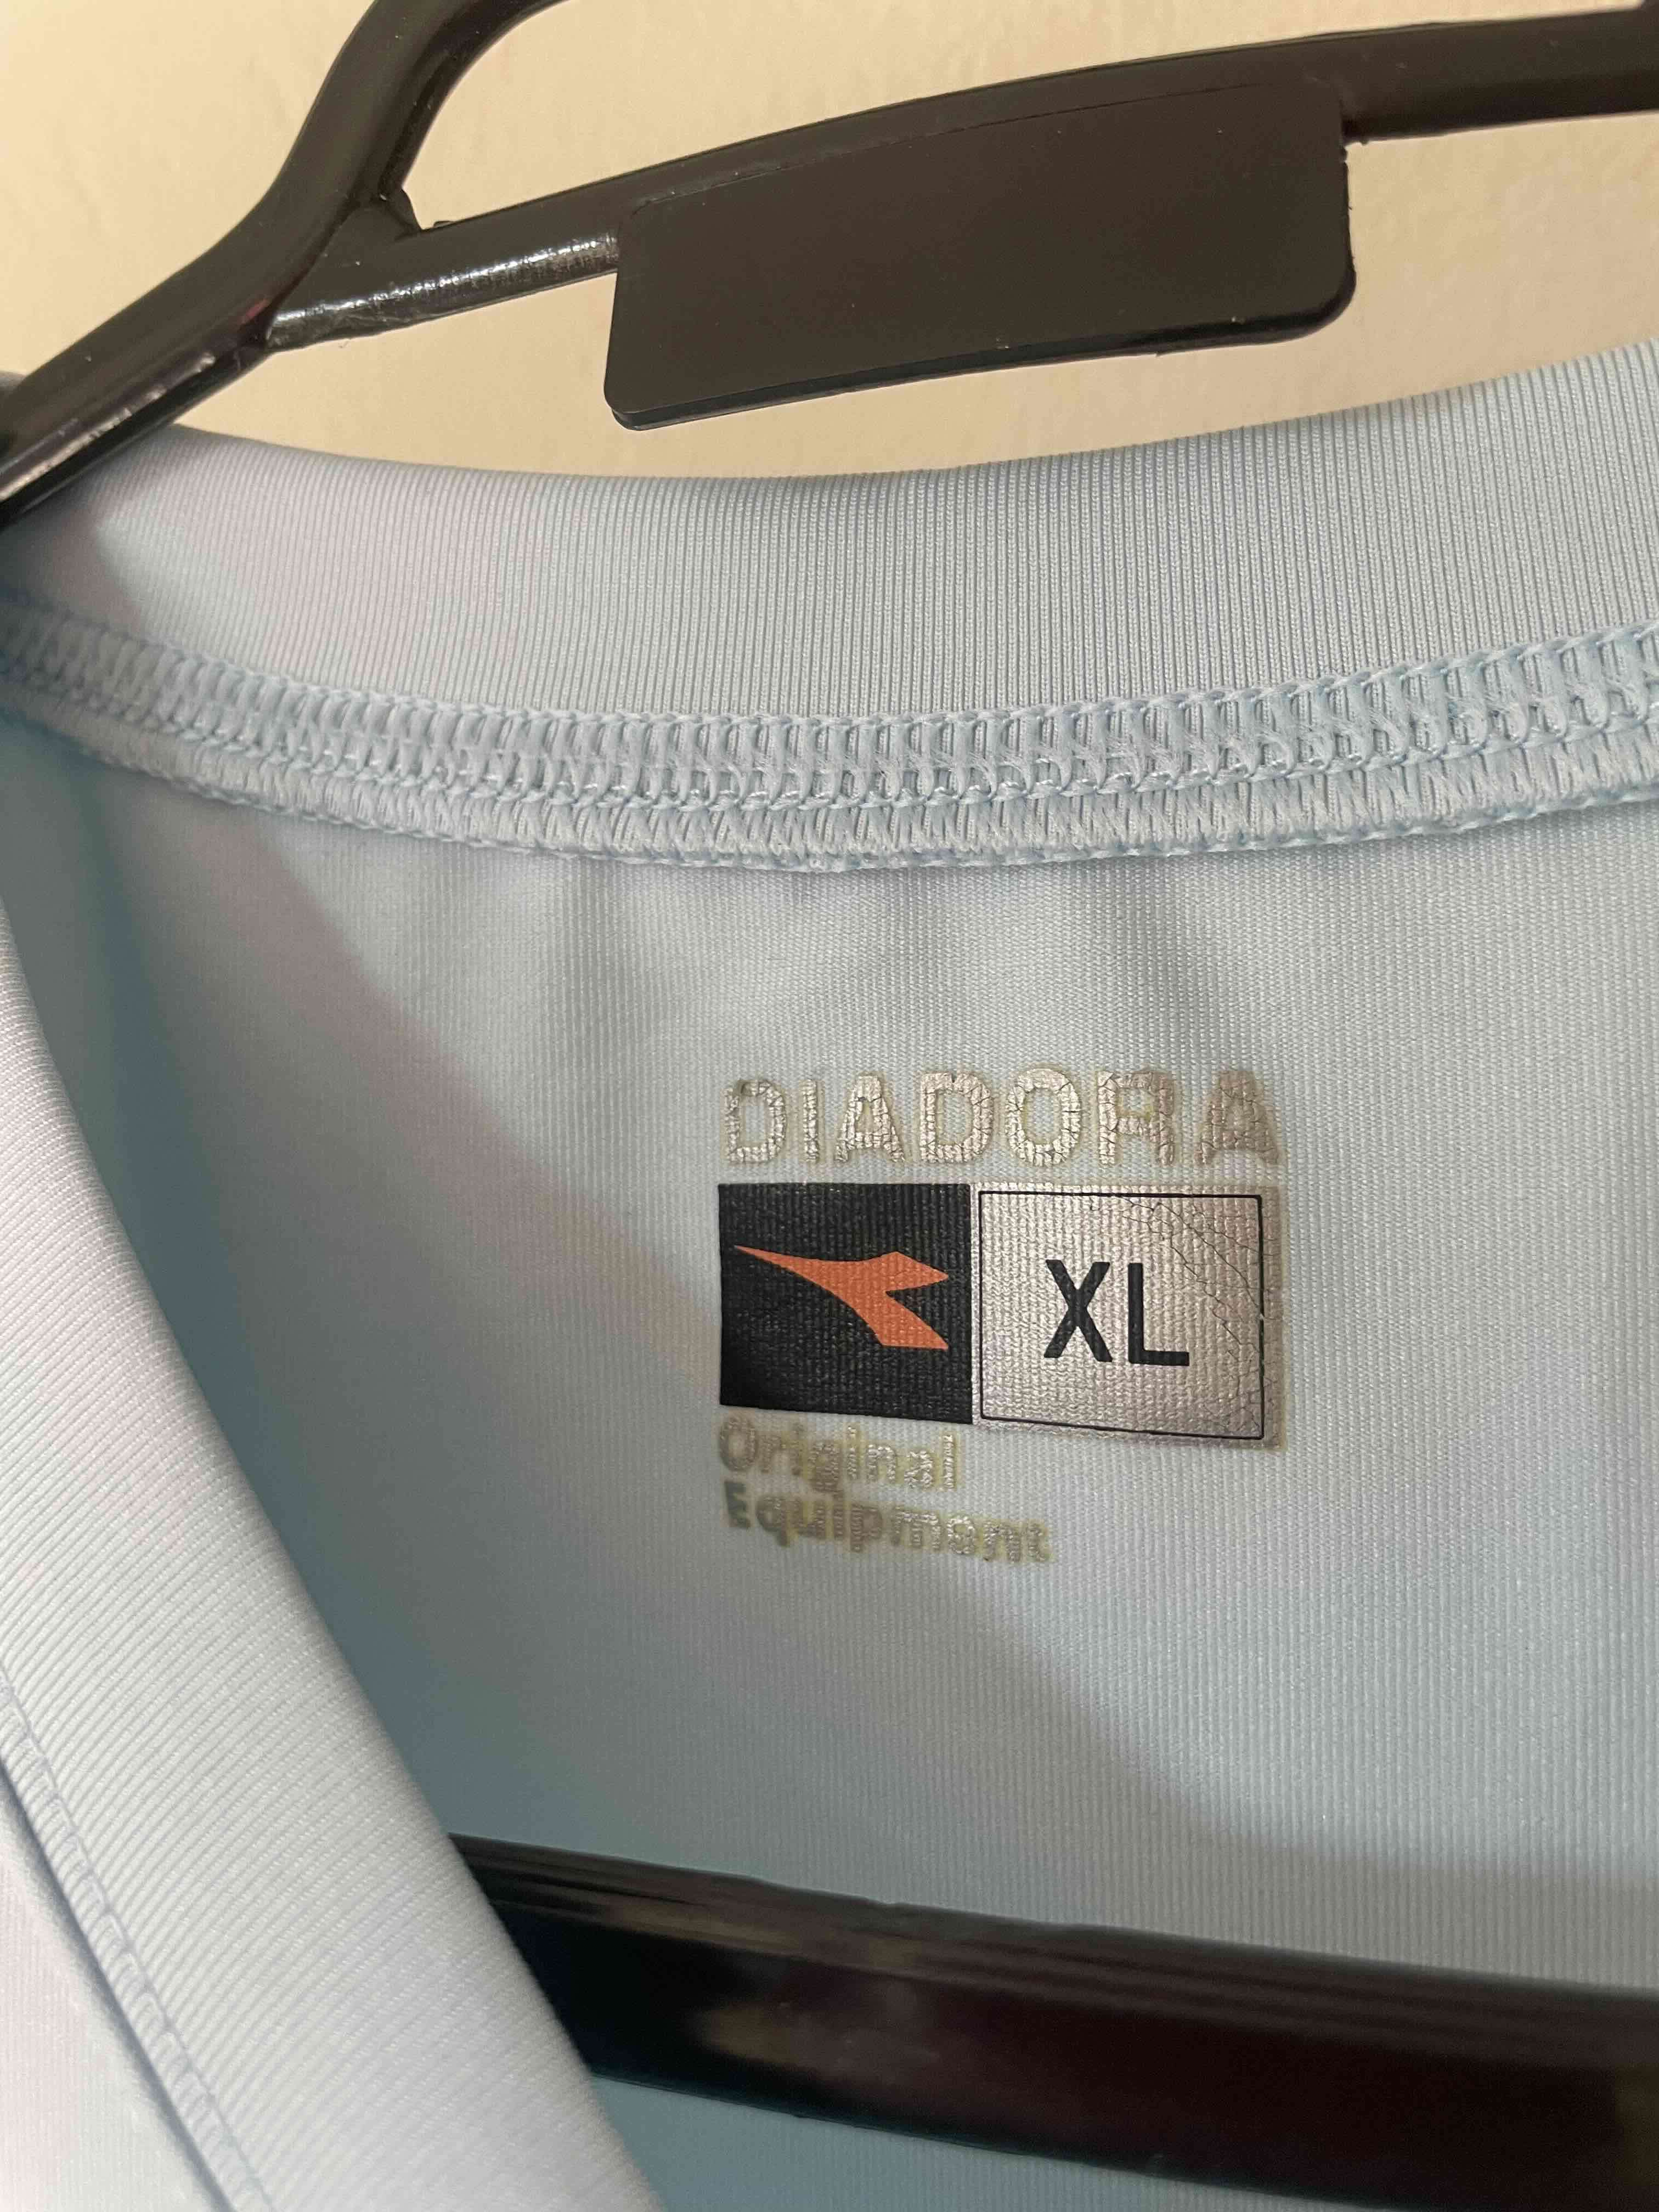 DIADORA
XL
Original
Equipment